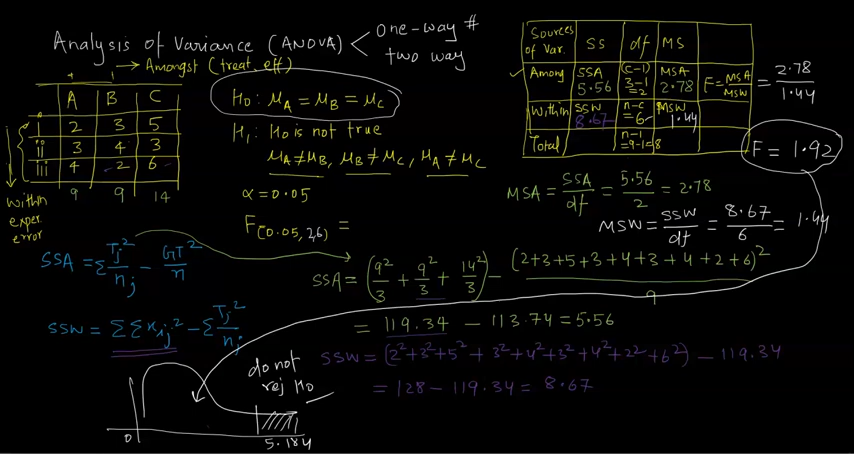 Analysis of Variance (ANOVA)
One-way #
two way
→ Amongst (treat. eff)
A B C
i 2 3 5
ii 3 4 3
iii 4 2 6
9 9 14
within
exper.
error
H0: μA = μB = μC
H1: H0 is not true
μA ≠ μB, μB ≠ μC, μA ≠ μC
α = 0.05
F(0.05, 2,6) =
Sources of Var. SS df MS
Among SSA 5.56 (c-1) 3-1 =2 MSA 2.78 F = MSA/MSW = 2.78/1.44
Within SSW 8.67 n-c =6 MSW 1.44
Total n-1 =9-1=8
F = 1.92
MSA = SSA/df = 5.56/2 = 2.78
MSW = SSW/df = 8.67/6 = 1.44
SSA = Σ Tj²/nj - GT²/n
SSA = (9²/3 + 9²/3 + 14²/3) - (2+3+5+3+4+3+4+2+6)²/9
= 119.34 - 113.74 = 5.56
SSW = ΣΣxij² - Σ Tj²/nj
SSW = (2²+3²+5²+3²+4²+3²+4²+2²+6²) - 119.34
= 128 - 119.34 = 8.67
do not
rej H0
0
5.184